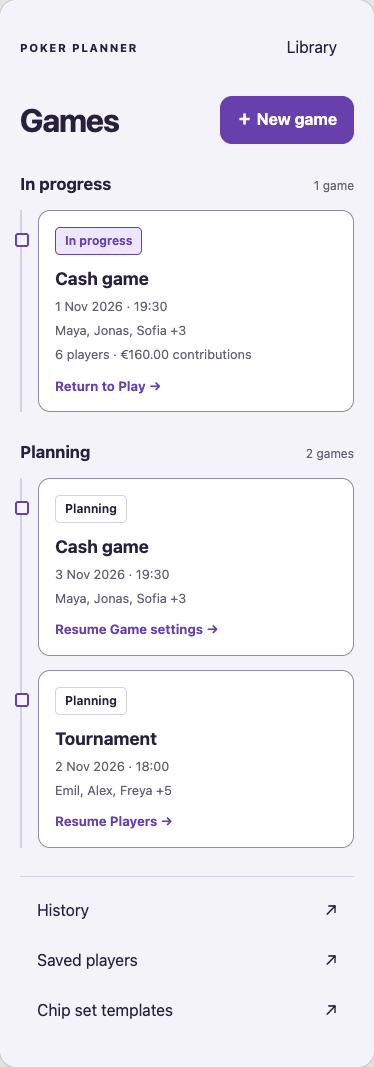 POKER PLANNER
Library
Games
+ New game
In progress
1 game
In progress
Cash game
1 Nov 2026 · 19:30
Maya, Jonas, Sofia +3
6 players · €160.00 contributions
Return to Play →
Planning
2 games
Planning
Cash game
3 Nov 2026 · 19:30
Maya, Jonas, Sofia +3
Resume Game settings →
Planning
Tournament
2 Nov 2026 · 18:00
Emil, Alex, Freya +5
Resume Players →
History ↗
Saved players ↗
Chip set templates ↗